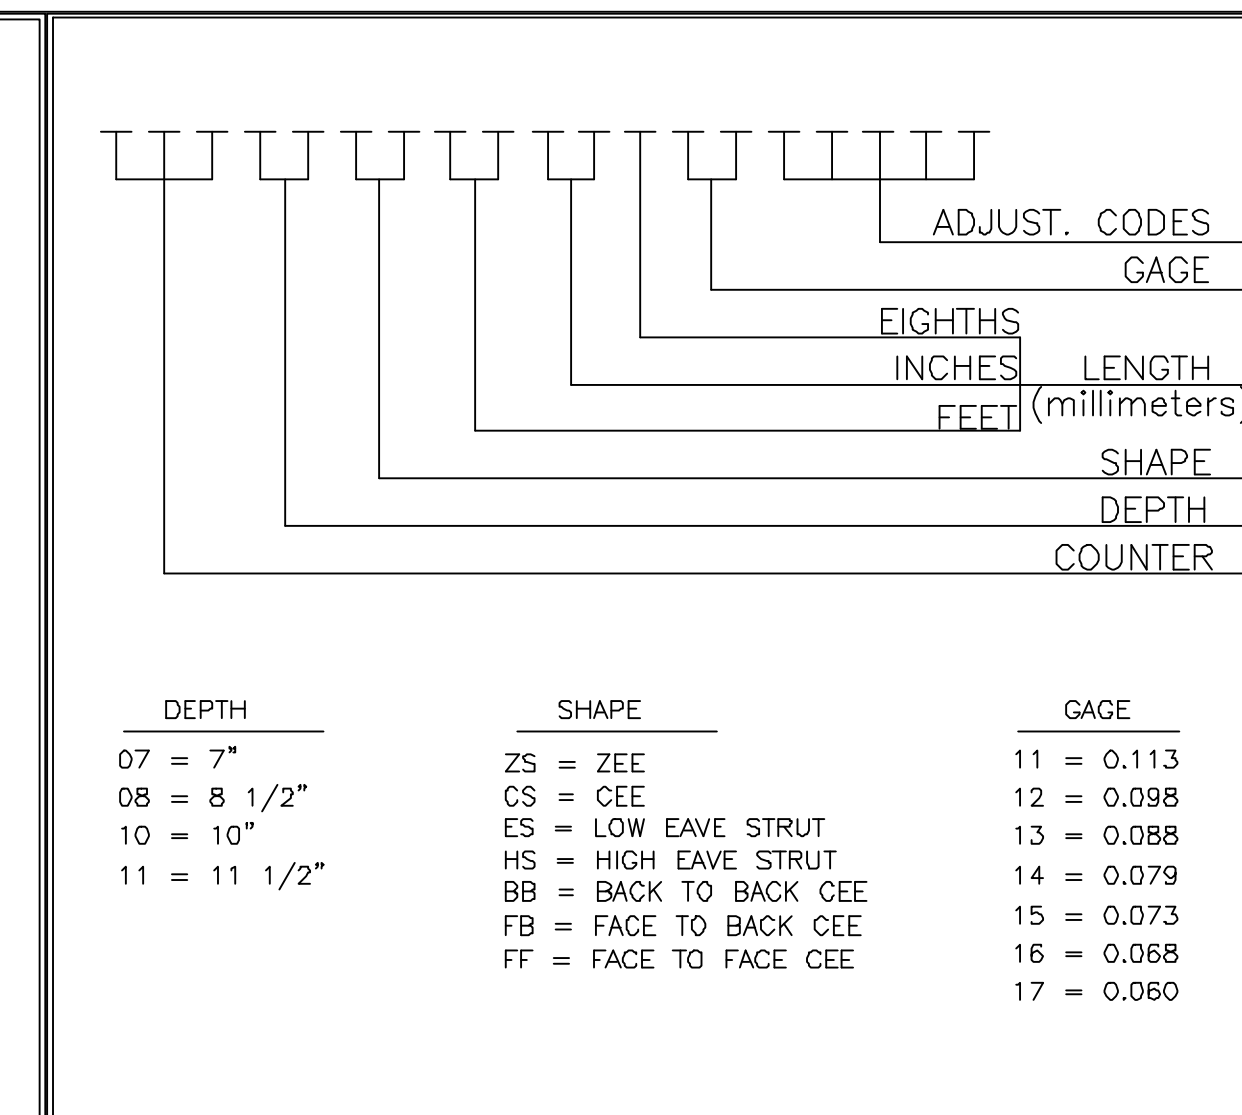 ADJUST. CODES
GAGE
EIGHTHS
INCHES LENGTH
(millimeters)
FEET
SHAPE
DEPTH
COUNTER
DEPTH
07 = 7"
08 = 8 1/2"
10 = 10"
11 = 11 1/2"
SHAPE
ZS = ZEE
CS = CEE
ES = LOW EAVE STRUT
HS = HIGH EAVE STRUT
BB = BACK TO BACK CEE
FB = FACE TO BACK CEE
FF = FACE TO FACE CEE
GAGE
11 = 0.113
12 = 0.098
13 = 0.088
14 = 0.079
15 = 0.073
16 = 0.068
17 = 0.060